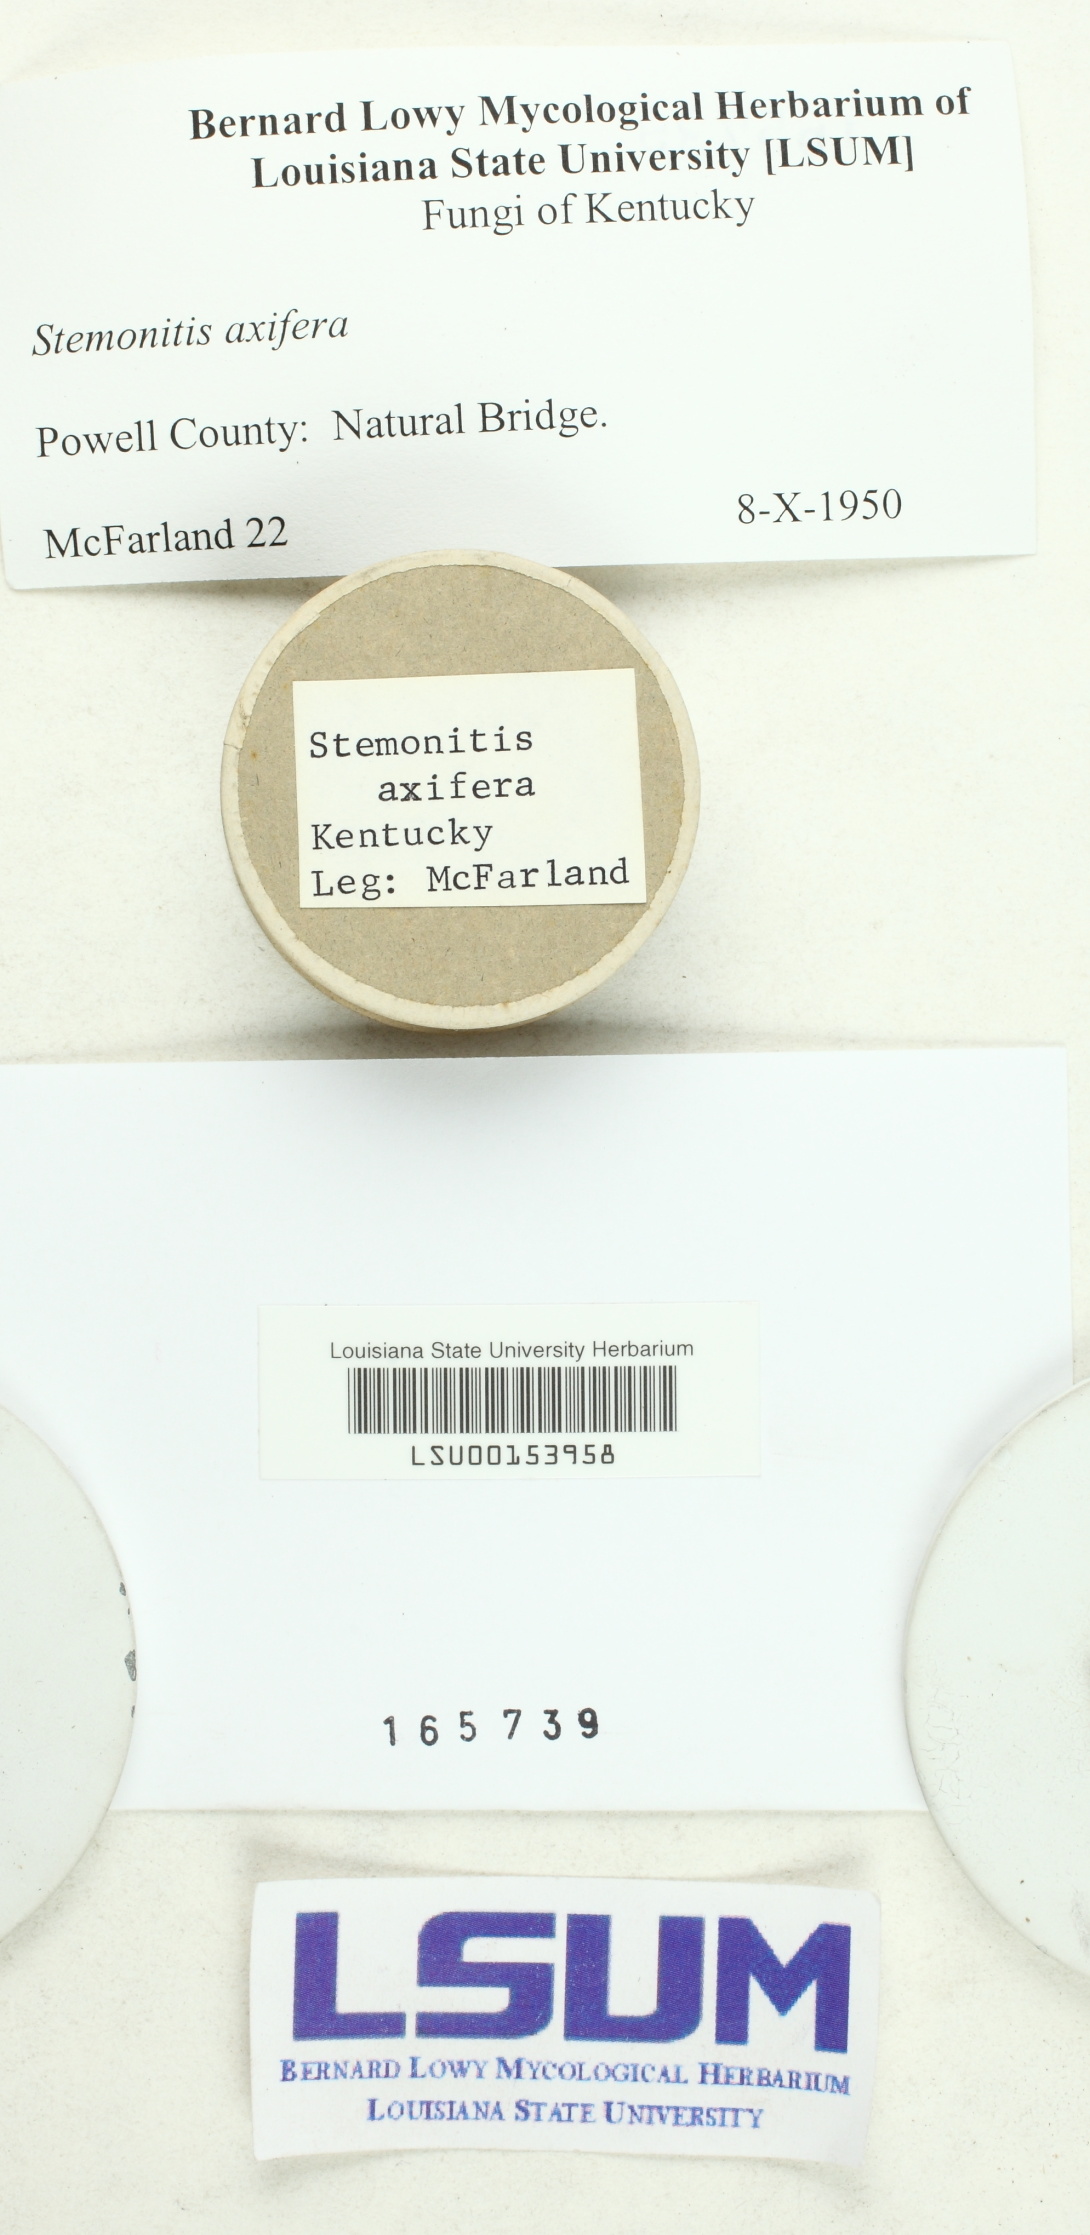 Bernard Lowy Mycological Herbarium of
Louisiana State University [LSUM]
Fungi of Kentucky
Stemonitis axifera
Powell County: Natural Bridge.
McFarland 22 8-X-1950
Stemonitis
axifera
Kentucky
Leg: McFarland
Louisiana State University Herbarium
LSU00153958
165739
LSUM
BERNARD LOWY MYCOLOGICAL HERBARIUM
LOUISIANA STATE UNIVERSITY